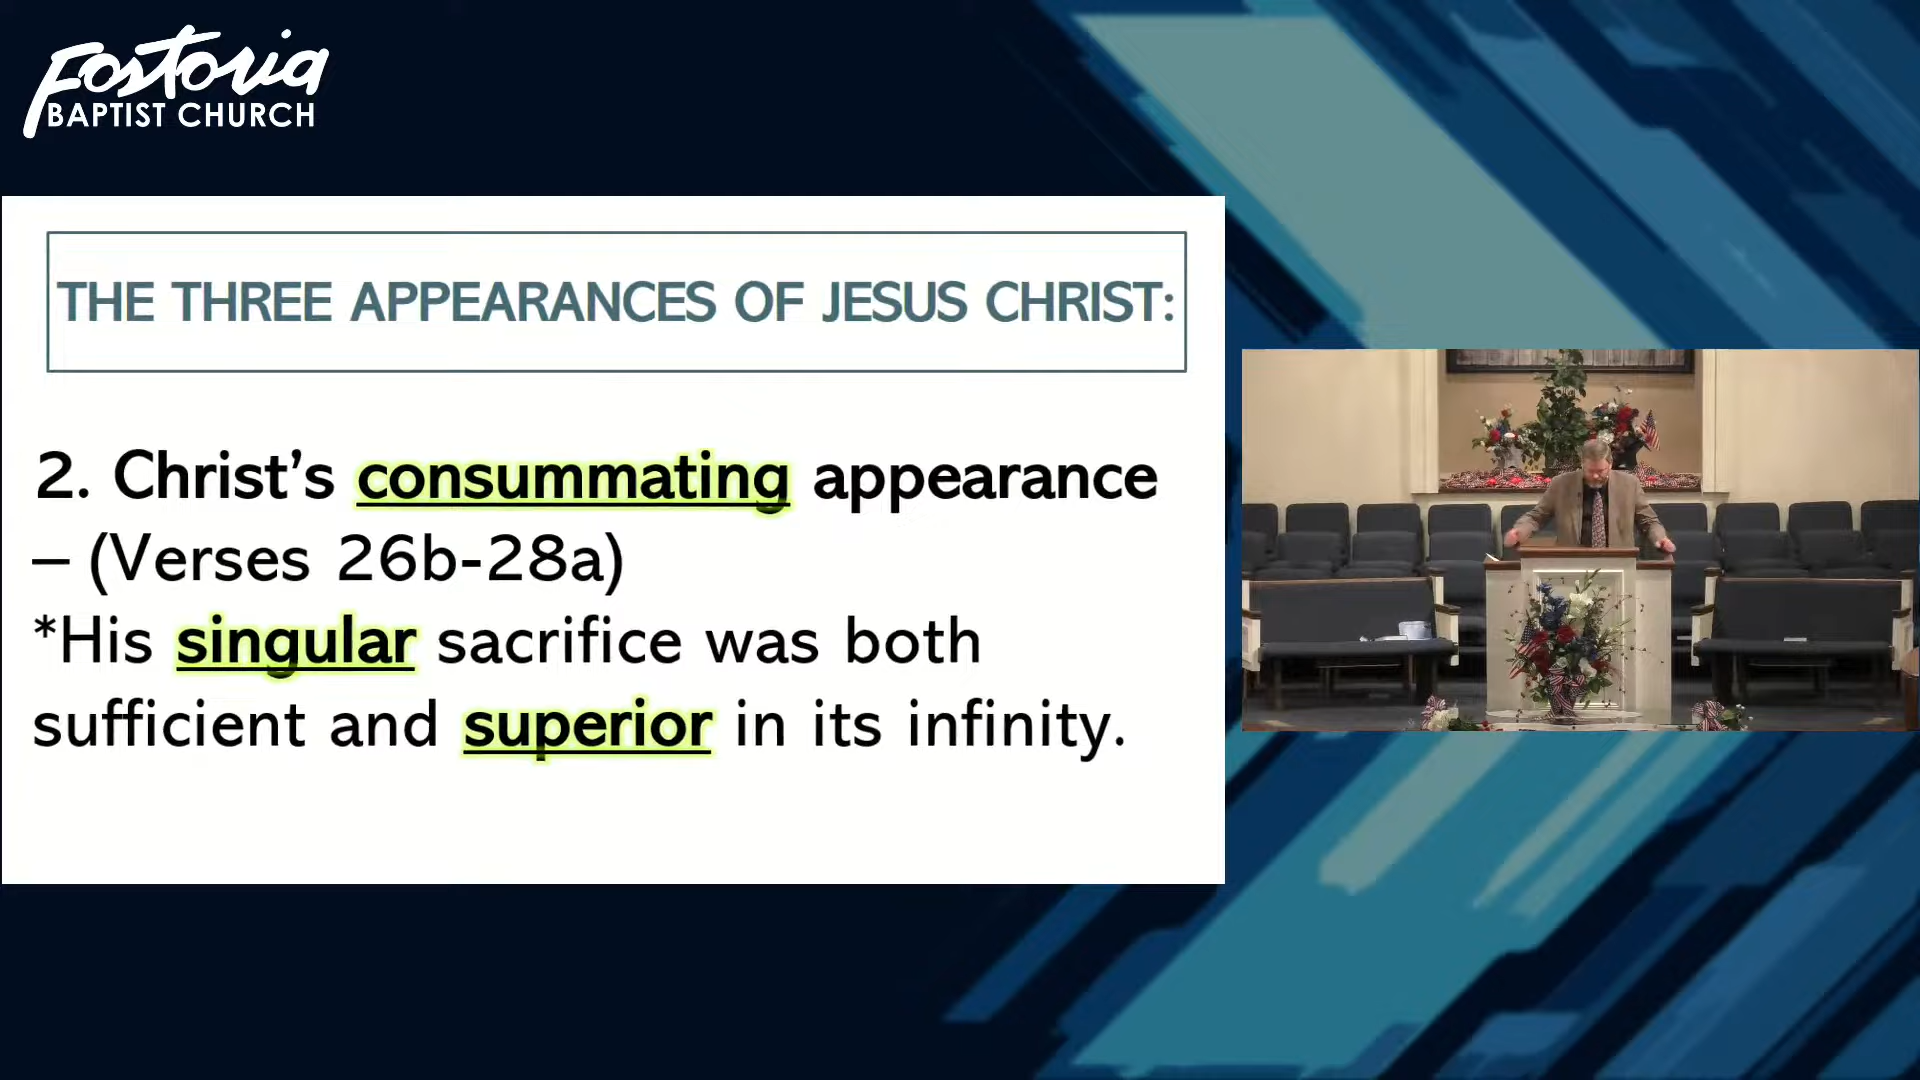 Fostoria
BAPTIST CHURCH
THE THREE APPEARANCES OF JESUS CHRIST:
2. Christ’s consummating appearance
– (Verses 26b-28a)
*His singular sacrifice was both
sufficient and superior in its infinity.